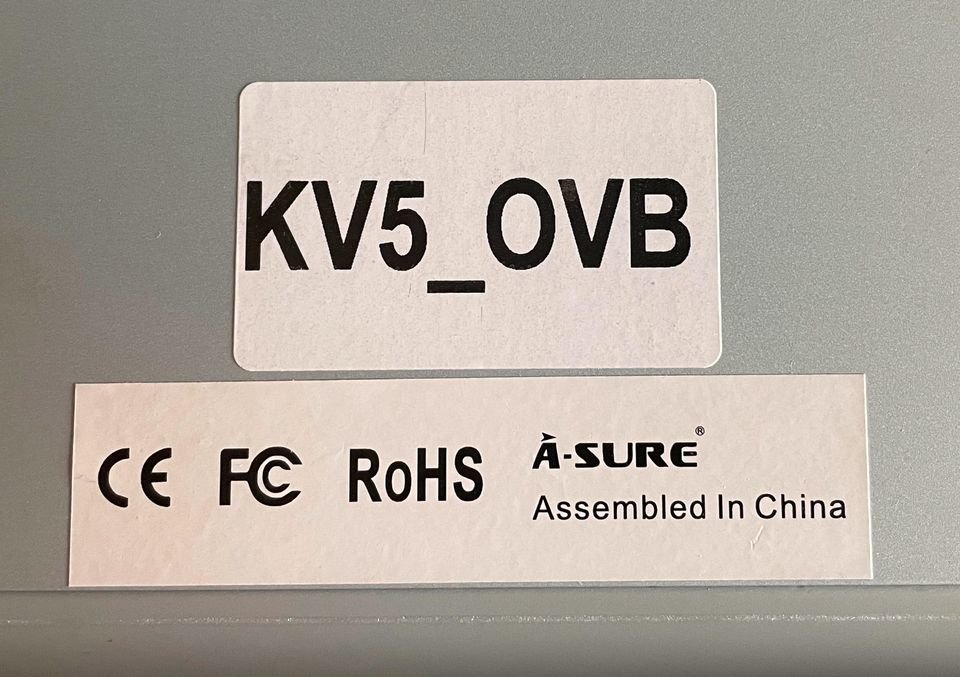 KV5_OVB
CE FC RoHS A-SURE®
Assembled In China